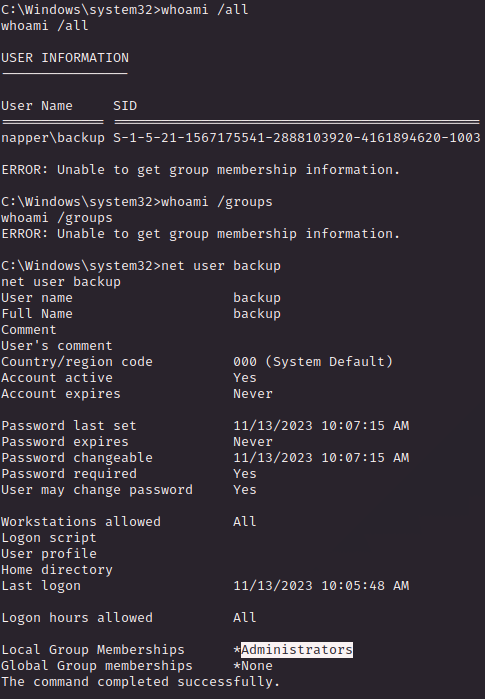 C:\Windows\system32>whoami /all
whoami /all
USER INFORMATION
----------------
User Name     SID
============= ==============================================
napper\backup S-1-5-21-1567175541-2888103920-4161894620-1003
ERROR: Unable to get group membership information.
C:\Windows\system32>whoami /groups
whoami /groups
ERROR: Unable to get group membership information.
C:\Windows\system32>net user backup
net user backup
User name                    backup
Full Name                    backup
Comment
User's comment
Country/region code          000 (System Default)
Account active               Yes
Account expires              Never
Password last set            11/13/2023 10:07:15 AM
Password expires             Never
Password changeable          11/13/2023 10:07:15 AM
Password required            Yes
User may change password     Yes
Workstations allowed         All
Logon script
User profile
Home directory
Last logon                   11/13/2023 10:05:48 AM
Logon hours allowed          All
Local Group Memberships      *Administrators
Global Group memberships     *None
The command completed successfully.